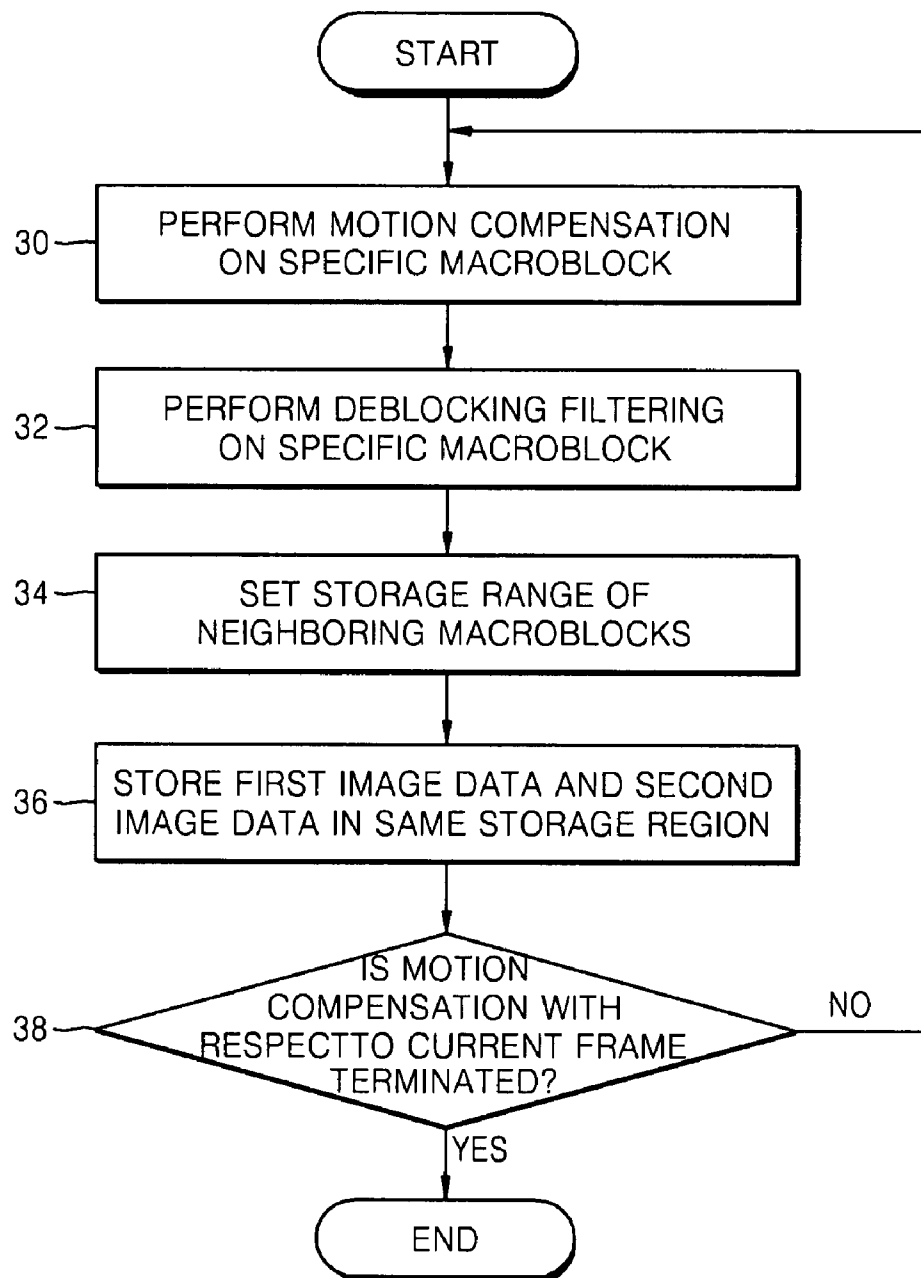 START
30
PERFORM MOTION COMPENSATION
ON SPECIFIC MACROBLOCK
32
PERFORM DEBLOCKING FILTERING
ON SPECIFIC MACROBLOCK
34
SET STORAGE RANGE OF
NEIGHBORING MACROBLOCKS
36
STORE FIRST IMAGE DATA AND SECOND
IMAGE DATA IN SAME STORAGE REGION
38
IS MOTION
COMPENSATION WITH
RESPECTTO CURRENT FRAME
TERMINATED?
NO
YES
END